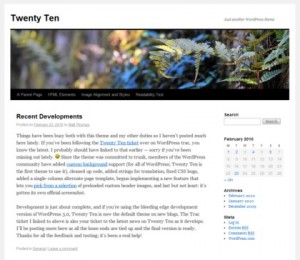 Twenty Ten
Just another WordPress theme
A Parent Page HTML Elements Image Alignment and Styles Readability Test
Recent Developments
Posted on February 22, 2010 by Matt Thomas
Things have been busy both with this theme and my other duties so I haven't posted much
here lately. If you've been following the Twenty Ten ticket over on WordPress trac, you
know the latest. I probably should have linked to that earlier — sorry if you've been
missing out lately. Since the theme was committed to trunk, members of the WordPress
community have added custom background support (for all of WordPress; Twenty Ten is
the first theme to use it), cleaned up code, added strings for translation, fixed CSS bugs,
added a single column alternate page template, begun implementing a new feature that
lets you pick from a selection of preloaded custom header images, and last but not least: it's
gotten its own official screenshot.
Development is just about complete, and if you're using the bleeding edge development
version of WordPress 3.0, Twenty Ten is now the default theme on new blogs. The Trac
ticket I linked to above is also your ticket to the latest news on Twenty Ten as it develops.
I'll be posting more here as all the loose ends are tied up and the final version is ready.
Thanks for all the feedback and testing; it's been a real help!
Posted in General | Leave a comment
Search
Search
February 2010
M T W T F S S
1 2 3 4 5 6 7
8 9 10 11 12 13 14
15 16 17 18 19 20 21
22 23 24 25 26 27 28
« Jan
Archives
February 2010
January 2010
December 2009
Meta
Log in
Entries RSS
Comments RSS
WordPress.com